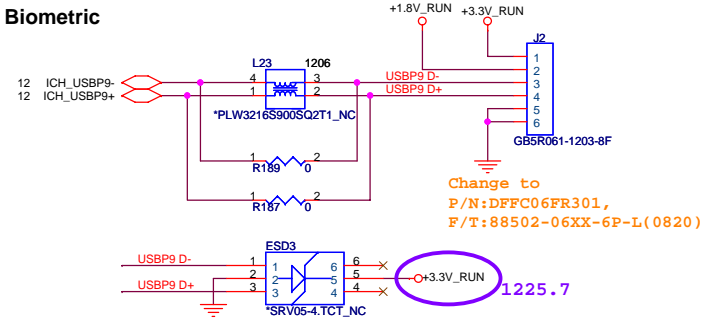 Biometric
+1.8V_RUN
+3.3V_RUN
J2
L23 1206
1
2
3
4
5
6
12 ICH_USBP9-
12 ICH_USBP9+
4 3
1 2
USBP9 D-
USBP9 D+
*PLW3216S900SQ2T1_NC
GB5R061-1203-8F
1 2
R189 0
1 2
R187 0
Change to
P/N:DFFC06FR301,
F/T:88502-06XX-6P-L(0820)
ESD3
USBP9 D- 1 1 6 6
2 2 5 5 +3.3V_RUN
USBP9 D+ 3 3 4 4
1225.7
*SRV05-4.TCT_NC